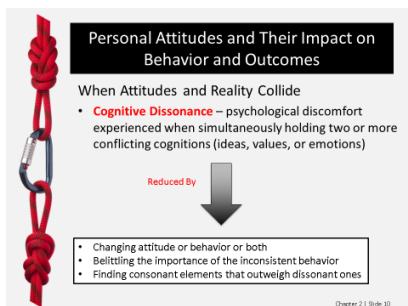 Personal Attitudes and Their Impact on
Behavior and Outcomes
When Attitudes and Reality Collide
• Cognitive Dissonance – psychological discomfort
experienced when simultaneously holding two or more
conflicting cognitions (ideas, values, or emotions)
Reduced By
• Changing attitude or behavior or both
• Belittling the importance of the inconsistent behavior
• Finding consonant elements that outweigh dissonant ones
Chapter 2 | Slide 10